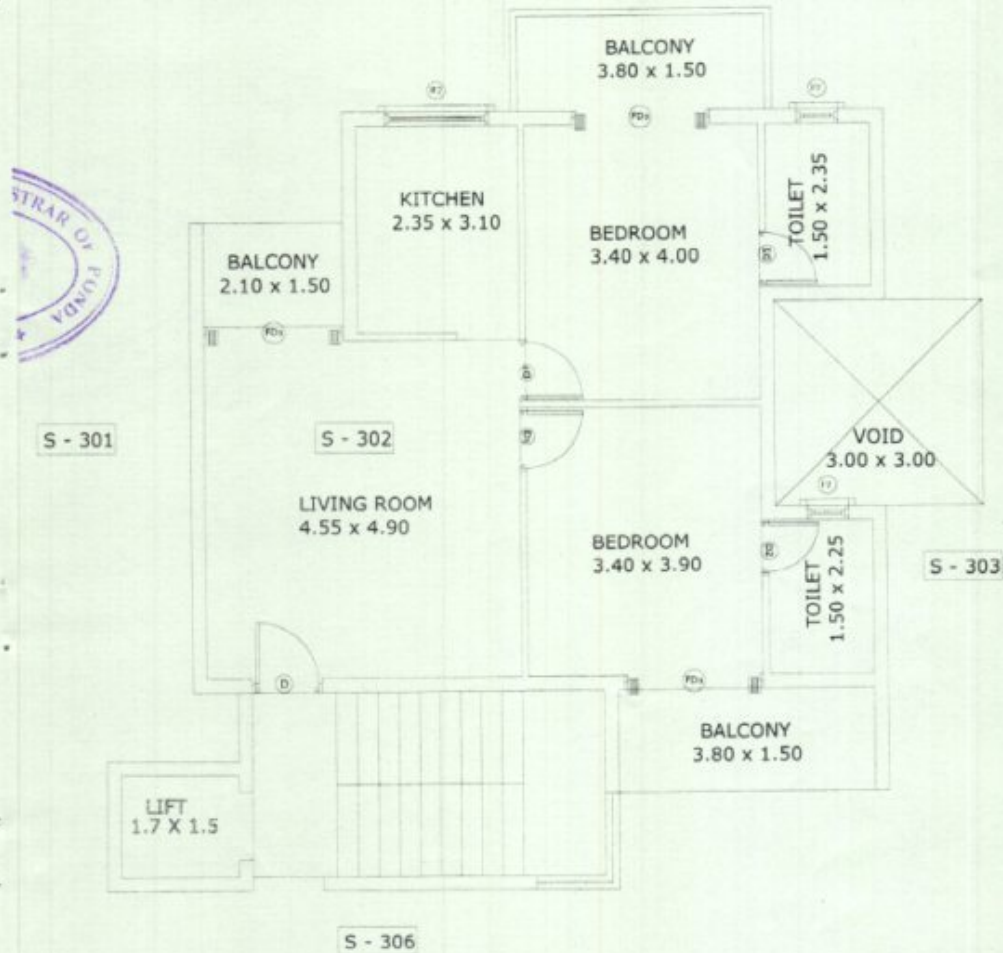 BALCONY
3.80 x 1.50
KITCHEN
2.35 x 3.10
BEDROOM
3.40 x 4.00
TOILET
1.50 x 2.35
STRAR OF PONDA
BALCONY
2.10 x 1.50
S - 301
S - 302
VOID
3.00 x 3.00
LIVING ROOM
4.55 x 4.90
BEDROOM
3.40 x 3.90
TOILET
1.50 x 2.25
S - 303
D
BALCONY
3.80 x 1.50
LIFT
1.7 X 1.5
S - 306